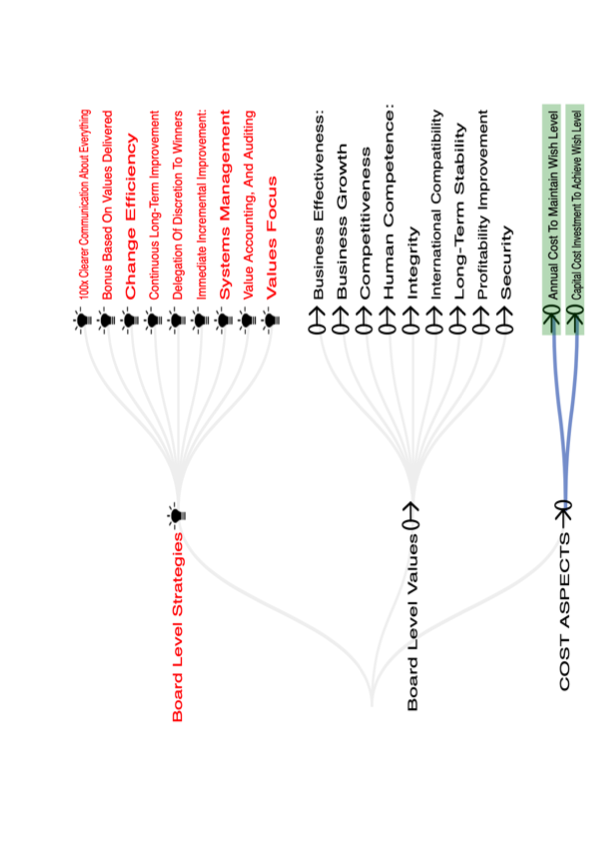 Board Level Strategies
100x Clearer Communication About Everything
Bonus Based On Values Delivered
Change Efficiency
Continuous Long-Term Improvement
Delegation Of Discretion To Winners
Immediate Incremental Improvement:
Systems Management
Value Accounting, And Auditing
Values Focus
Board Level Values
Business Effectiveness:
Business Growth
Competitiveness
Human Competence:
Integrity
International Compatibility
Long-Term Stability
Profitability Improvement
Security
COST ASPECTS
Annual Cost To Maintain Wish Level
Capital Cost Investment To Achieve Wish Level